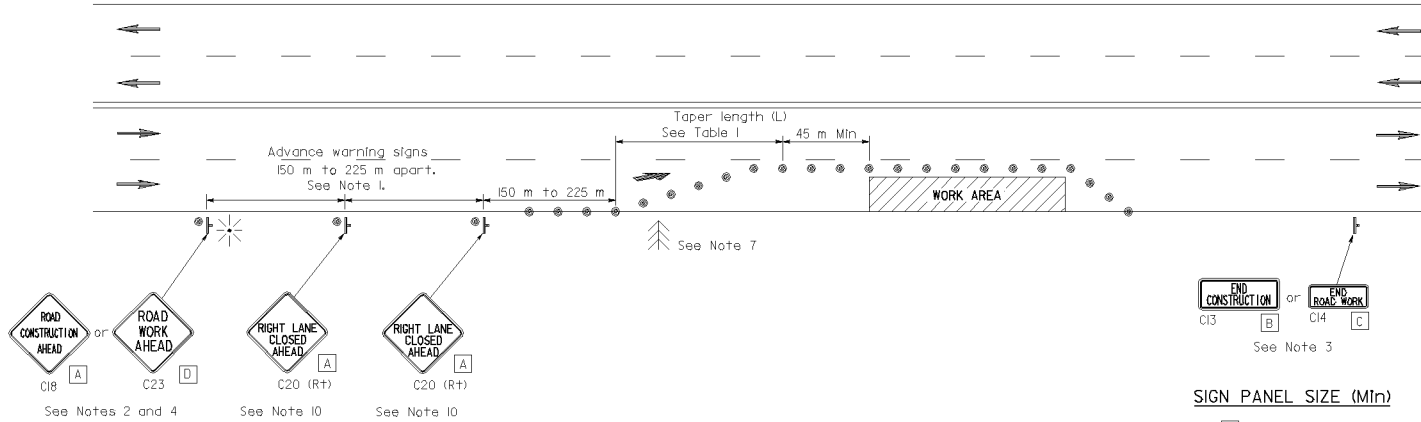 Taper length (L)
See Table 1
45 m Min
Advance warning signs
150 m to 225 m apart.
See Note 1.
150 m to 225 m
WORK AREA
See Note 7
ROAD
CONSTRUCTION
AHEAD
C18
A
or
ROAD
WORK
AHEAD
C23
D
See Notes 2 and 4
RIGHT LANE
CLOSED
AHEAD
A
C20 (Rt)
See Note 10
RIGHT LANE
CLOSED
AHEAD
A
C20 (Rt)
See Note 10
END
CONSTRUCTION
C13
B
or
END
ROAD WORK
C14
C
See Note 3
SIGN PANEL SIZE (Min)